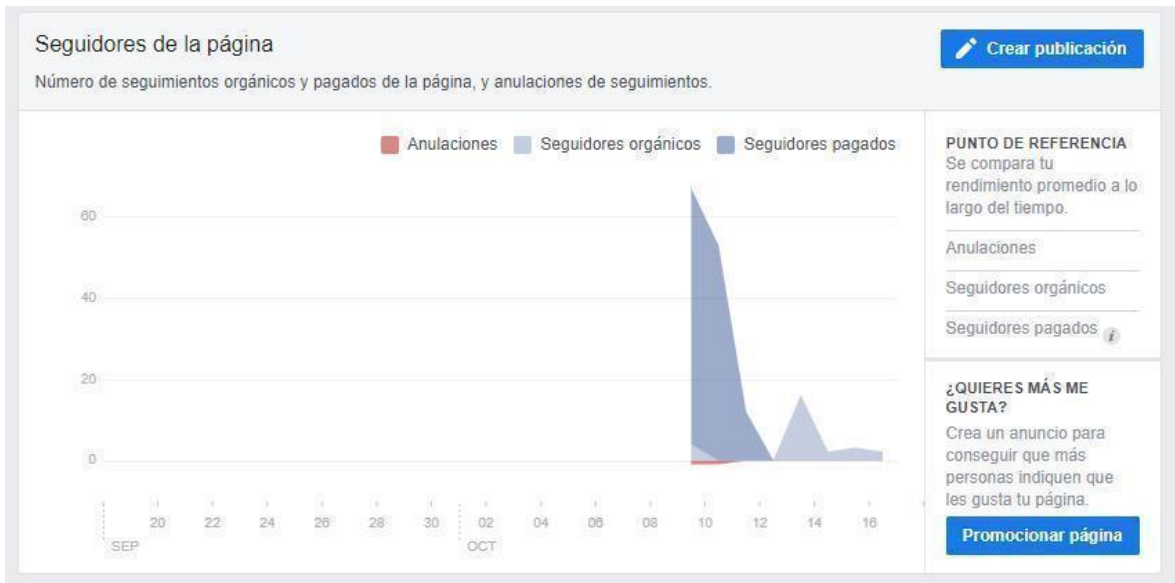 Seguidores de la página
Crear publicación
Número de seguimientos orgánicos y pagados de la página, y anulaciones de seguimientos.
Anulaciones Seguidores orgánicos Seguidores pagados
60
40
20
0
20 22 24 26 28 30 02 04 06 08 10 12 14 16
SEP OCT
PUNTO DE REFERENCIA
Se compara tu
rendimiento promedio a lo
largo del tiempo.
Anulaciones
Seguidores orgánicos
Seguidores pagados i
¿QUIERES MÁS ME
GUSTA?
Crea un anuncio para
conseguir que más
personas indiquen que
les gusta tu página.
Promocionar página